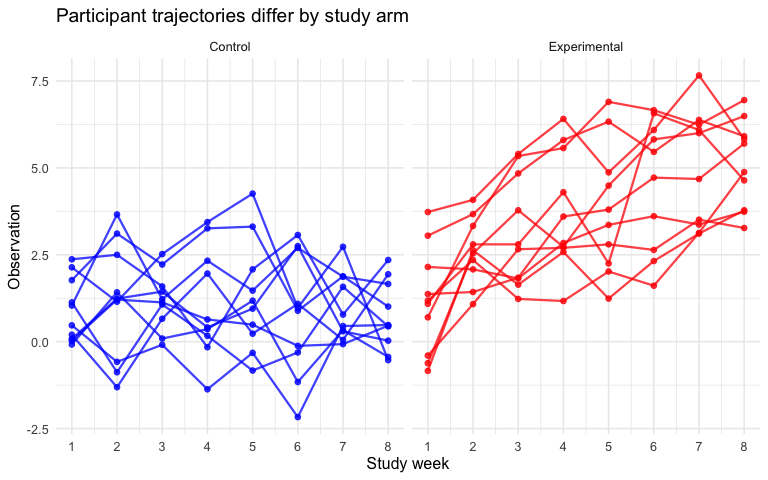 Participant trajectories differ by study arm
Control
Experimental
7.5
5.0
2.5
0.0
-2.5
Observation
1 2 3 4 5 6 7 8
1 2 3 4 5 6 7 8
Study week